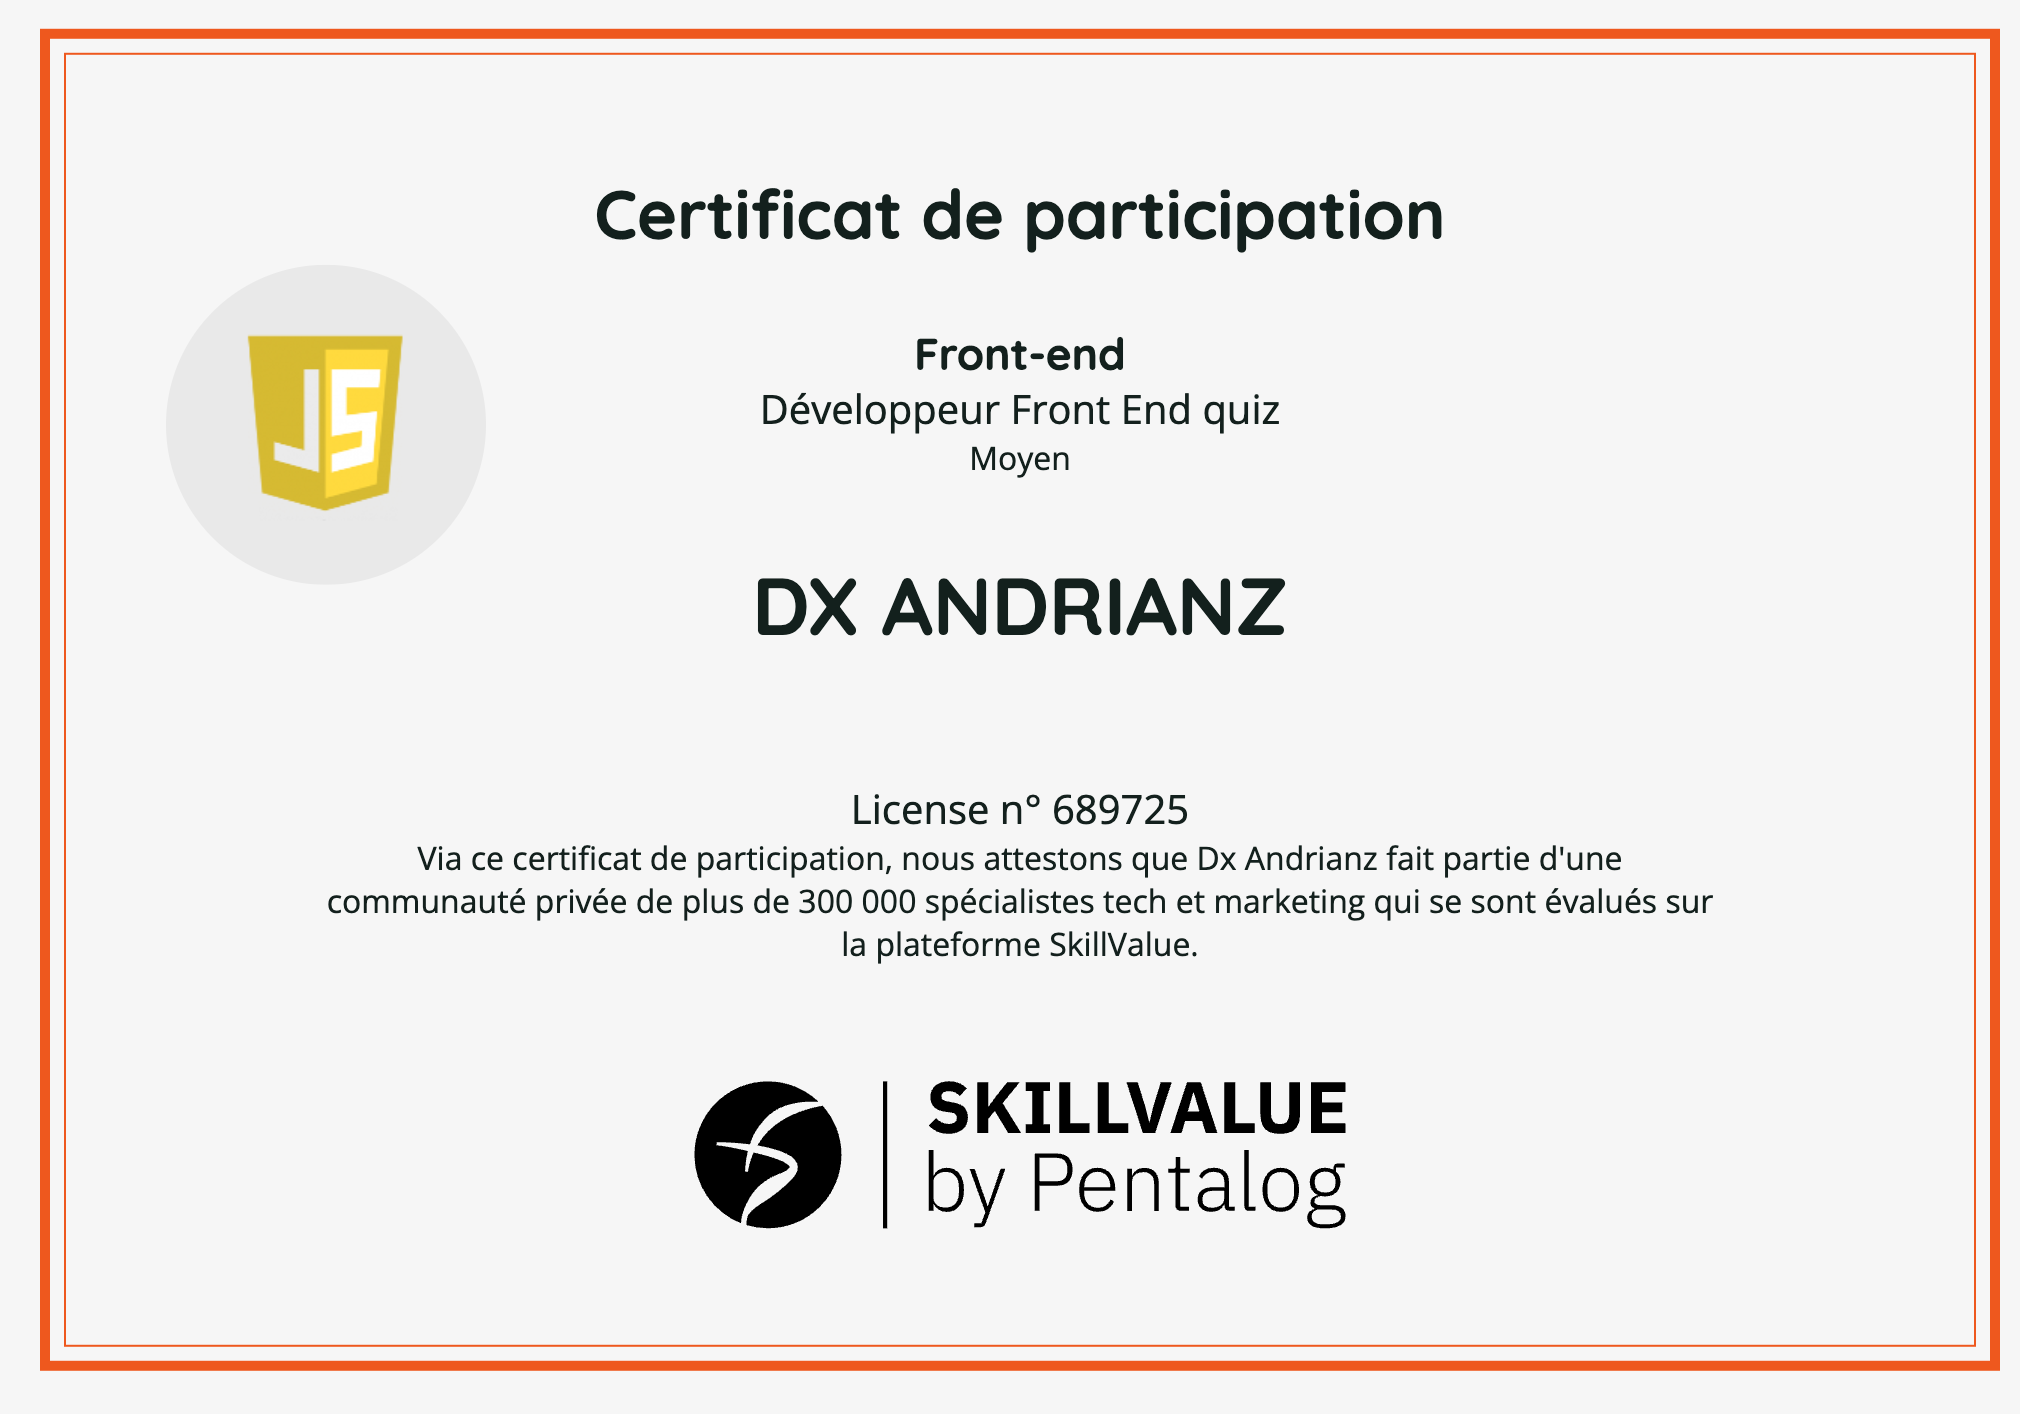 Certificat de participation
JS
Front-end
Développeur Front End quiz
Moyen
DX ANDRIANZ
License n° 689725
Via ce certificat de participation, nous attestons que Dx Andrianz fait partie d'une
communauté privée de plus de 300 000 spécialistes tech et marketing qui se sont évalués sur
la plateforme SkillValue.
SKILLVALUE
by Pentalog